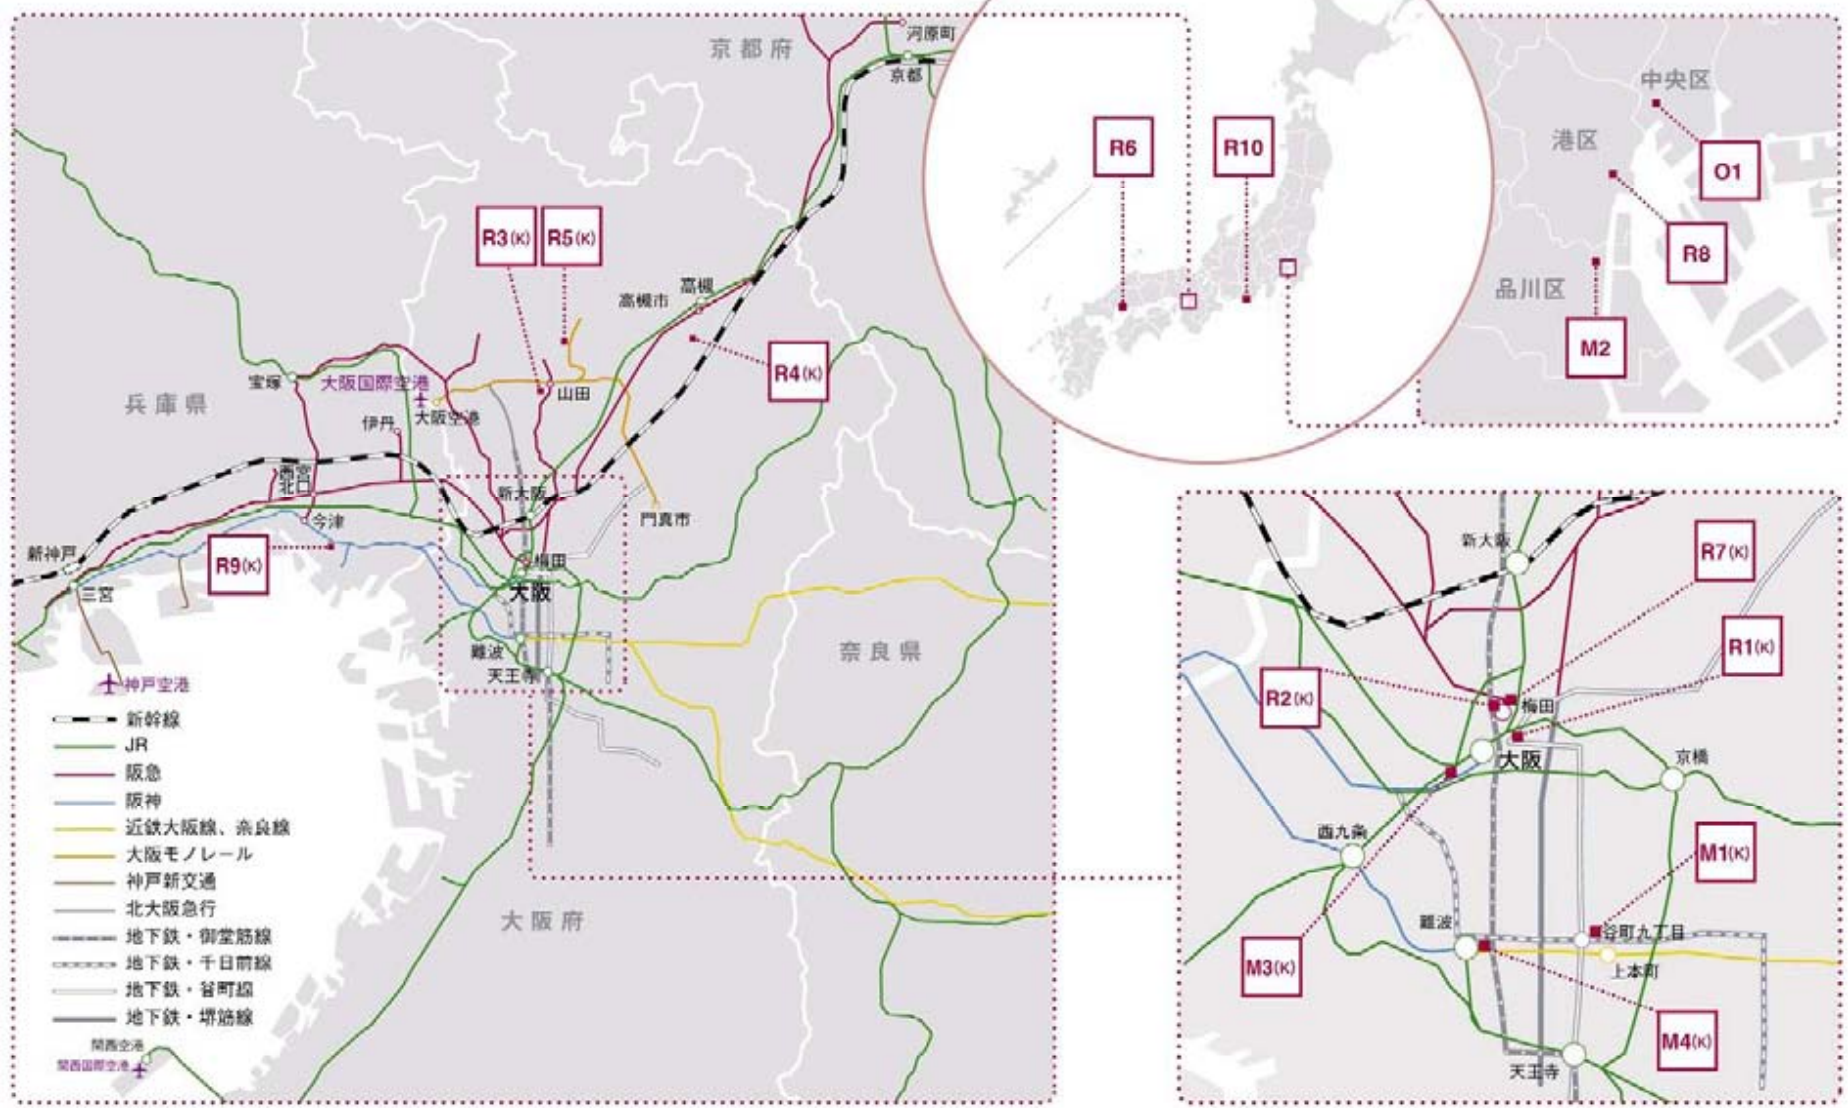 京都府
河原町
京都
R3(K)
R5(K)
高槻
高槻市
R4(K)
兵庫県
宝塚
大阪国際空港
大阪空港
伊丹
山田
西宮
北口
新大阪
今津
門真市
新神戸
R9(K)
梅田
大阪
三宮
難波
天王寺
奈良県
神戸空港
新幹線
JR
阪急
阪神
近鉄大阪線、奈良線
大阪モノレール
神戸新交通
北大阪急行
地下鉄・御堂筋線
地下鉄・千日前線
地下鉄・谷町線
地下鉄・堺筋線
大阪府
関西空港
関西国際空港
R6
R10
中央区
港区
O1
R8
品川区
M2
新大阪
R7(K)
R1(K)
R2(K)
梅田
大阪
京橋
西九条
M1(K)
難波
谷町九丁目
上本町
M3(K)
M4(K)
天王寺